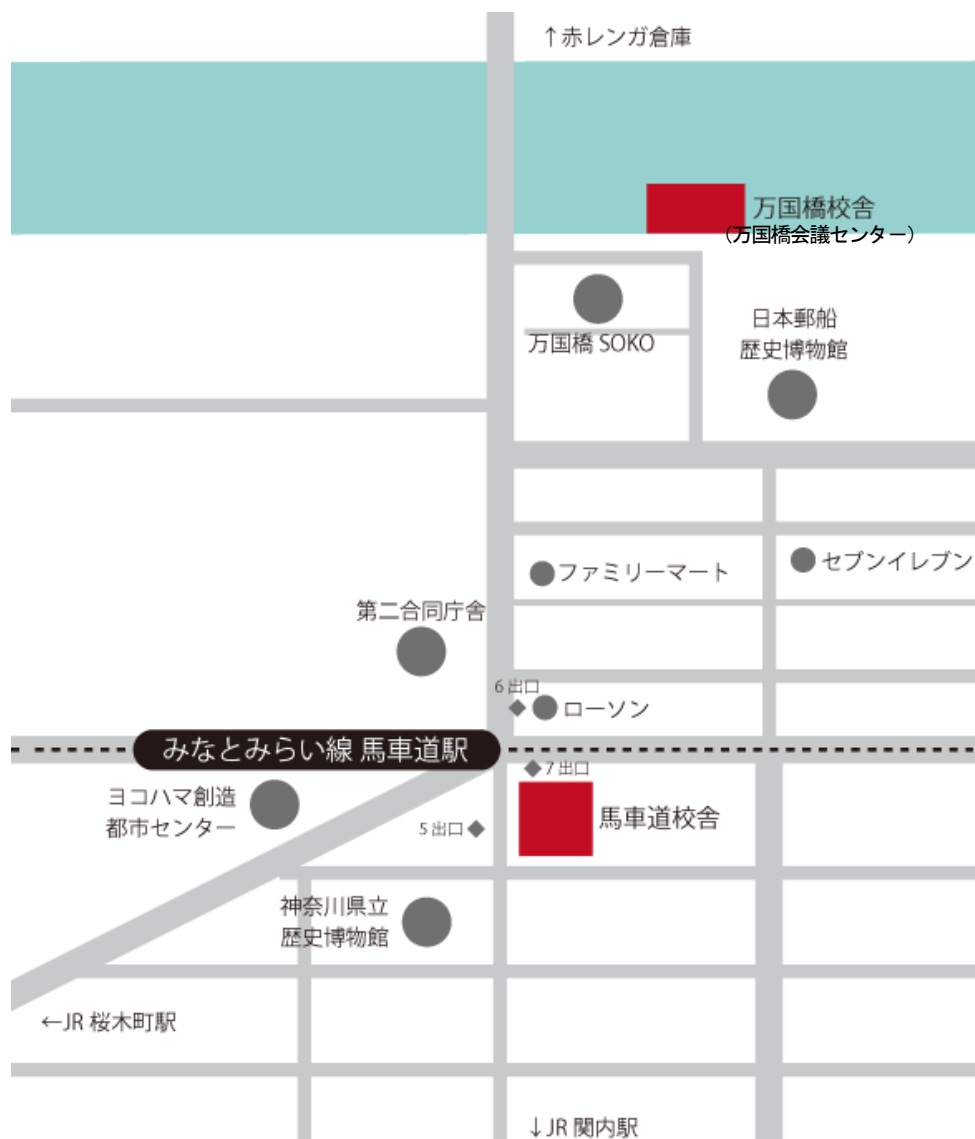 ↑赤レンガ倉庫
万国橋校舎
（万国橋会議センター）
万国橋 SOKO
日本郵船
歴史博物館
ファミリーマート
セブンイレブン
第二合同庁舎
6 出口
ローソン
みなとみらい線 馬車道駅
7 出口
ヨコハマ創造
都市センター
5 出口
馬車道校舎
神奈川県立
歴史博物館
←JR 桜木町駅
↓JR 関内駅